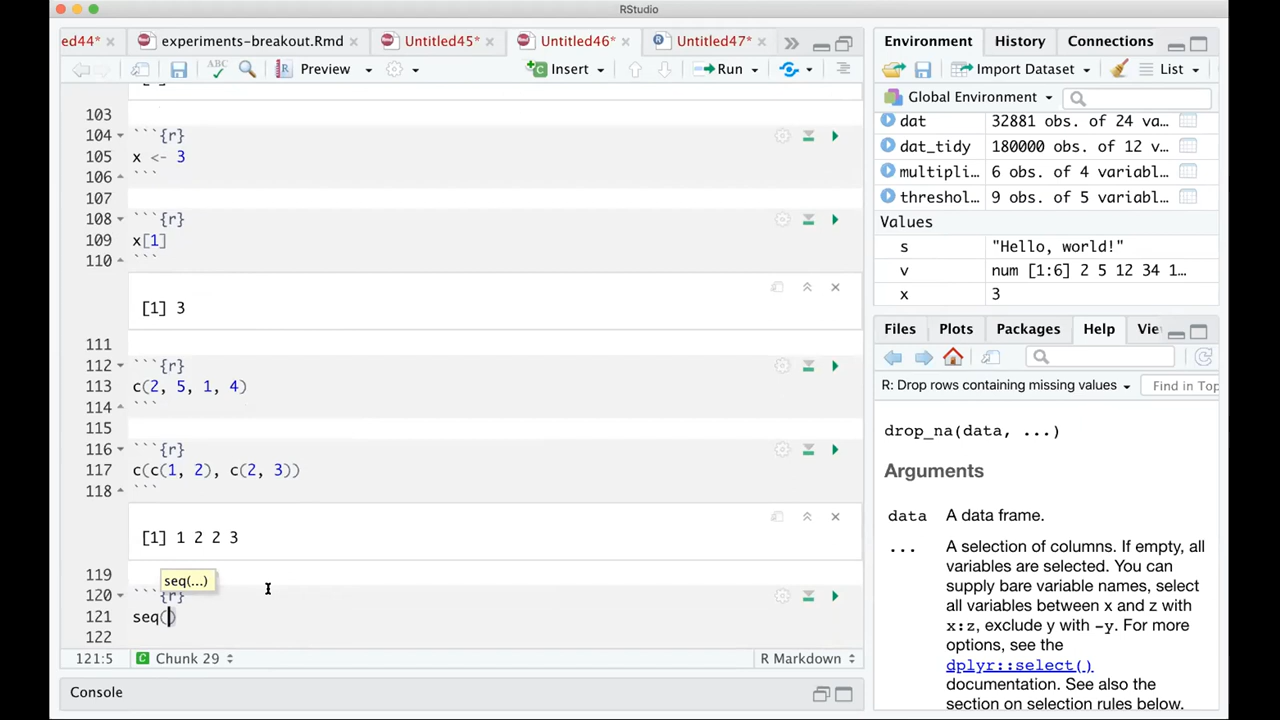 RStudio
ed44*
experiments-breakout.Rmd
Untitled45*
Untitled46*
Untitled47*
ABC
Preview
Insert
Run
103
104 ```{r}
105 x <- 3
106 ```
107
108 ```{r}
109 x[1]
110 ```
[1] 3
111
112 ```{r}
113 c(2, 5, 1, 4)
114 ```
115
116 ```{r}
117 c(c(1, 2), c(2, 3))
118 ```
[1] 1 2 2 3
119
seq(...)
120 ```{r}
121 seq()
122
121:5 Chunk 29 R Markdown
Console
Environment History Connections
Import Dataset List
Global Environment
dat 32881 obs. of 24 va…
dat_tidy 180000 obs. of 12 v…
multipli… 6 obs. of 4 variabl…
threshol… 9 obs. of 5 variabl…
Values
s "Hello, world!"
v num [1:6] 2 5 12 34 1…
x 3
Files Plots Packages Help Vie
R: Drop rows containing missing values Find in Top
drop_na(data, ...)
Arguments
data A data frame.
... A selection of columns. If empty, all
variables are selected. You can
supply bare variable names, select
all variables between x and z with
x:z, exclude y with -y. For more
options, see the
dplyr::select()
documentation. See also the
section on selection rules below.